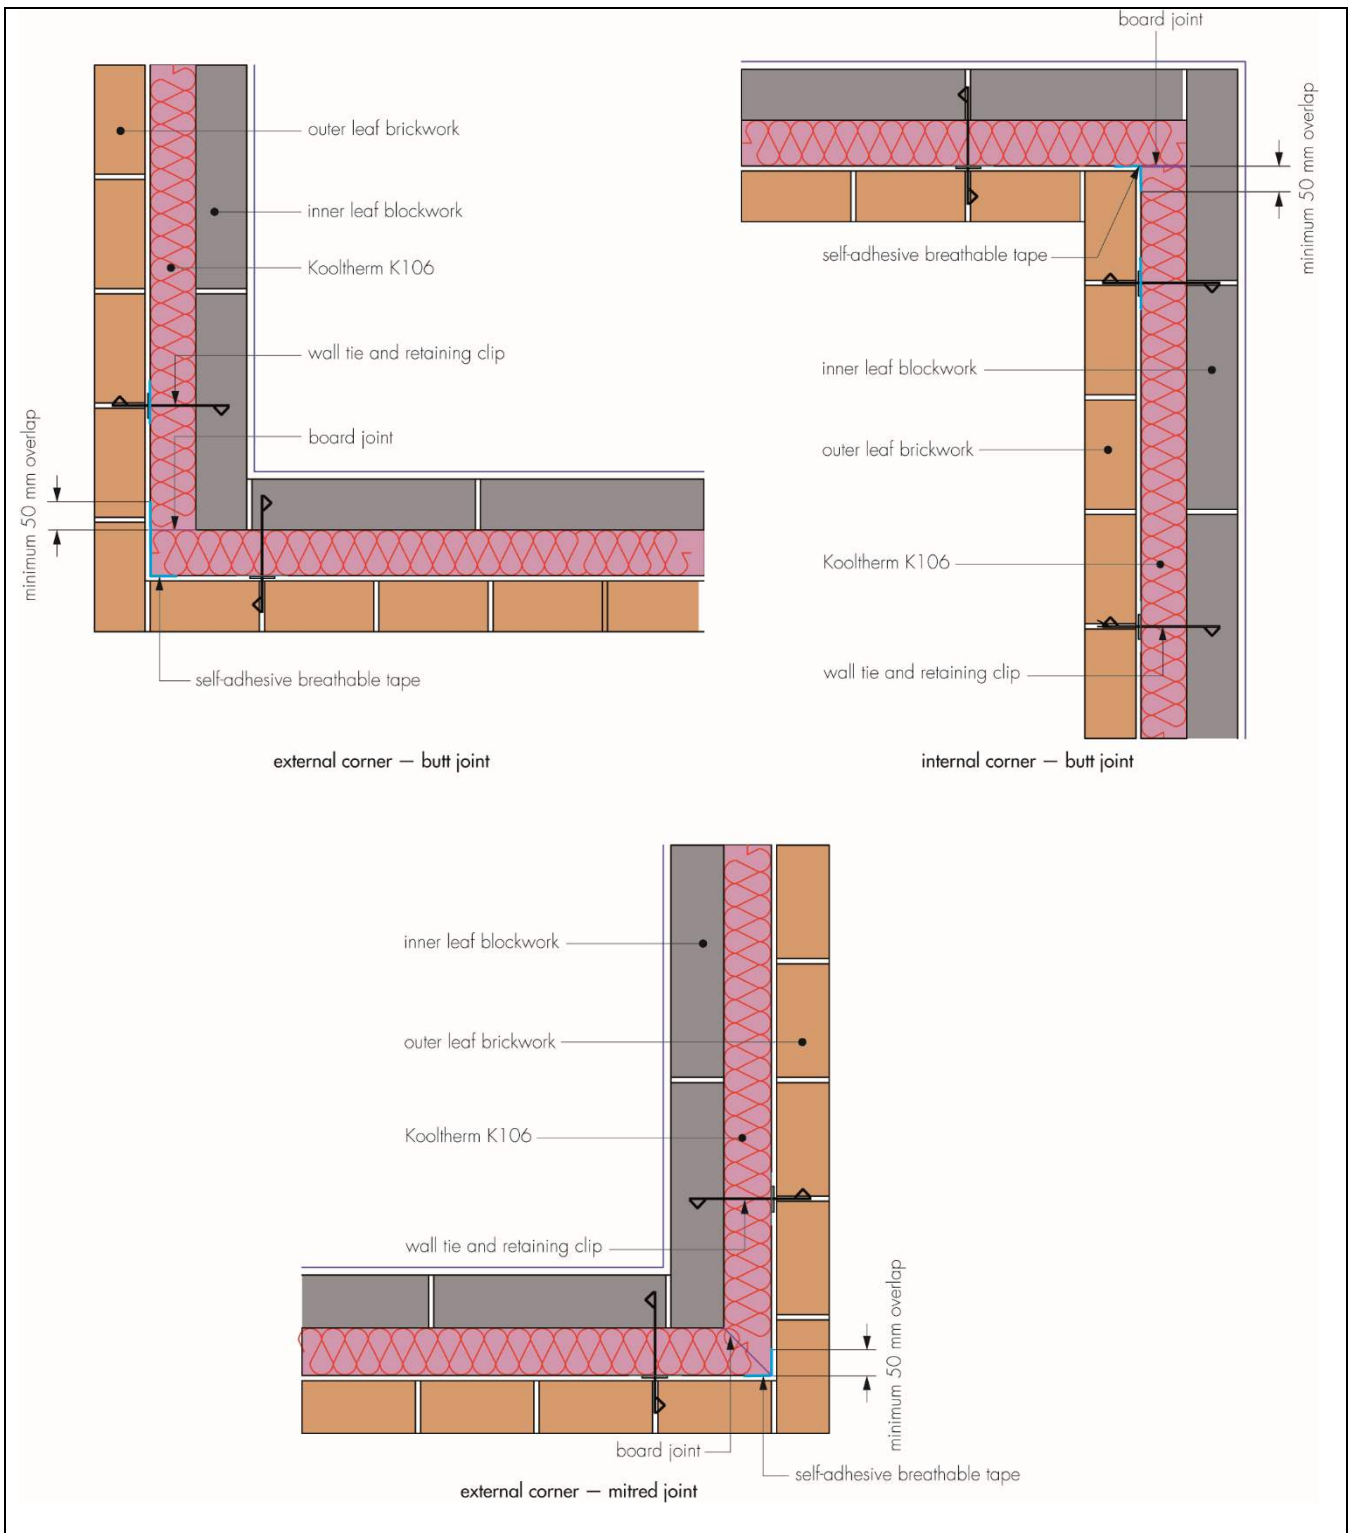 outer leaf brickwork
inner leaf blockwork
Kooltherm K106
wall tie and retaining clip
board joint
minimum 50 mm overlap
self-adhesive breathable tape
external corner – butt joint
board joint
minimum 50 mm overlap
self-adhesive breathable tape
inner leaf blockwork
outer leaf brickwork
Kooltherm K106
wall tie and retaining clip
internal corner – butt joint
inner leaf blockwork
outer leaf brickwork
Kooltherm K106
wall tie and retaining clip
minimum 50 mm overlap
board joint
self-adhesive breathable tape
external corner – mitred joint